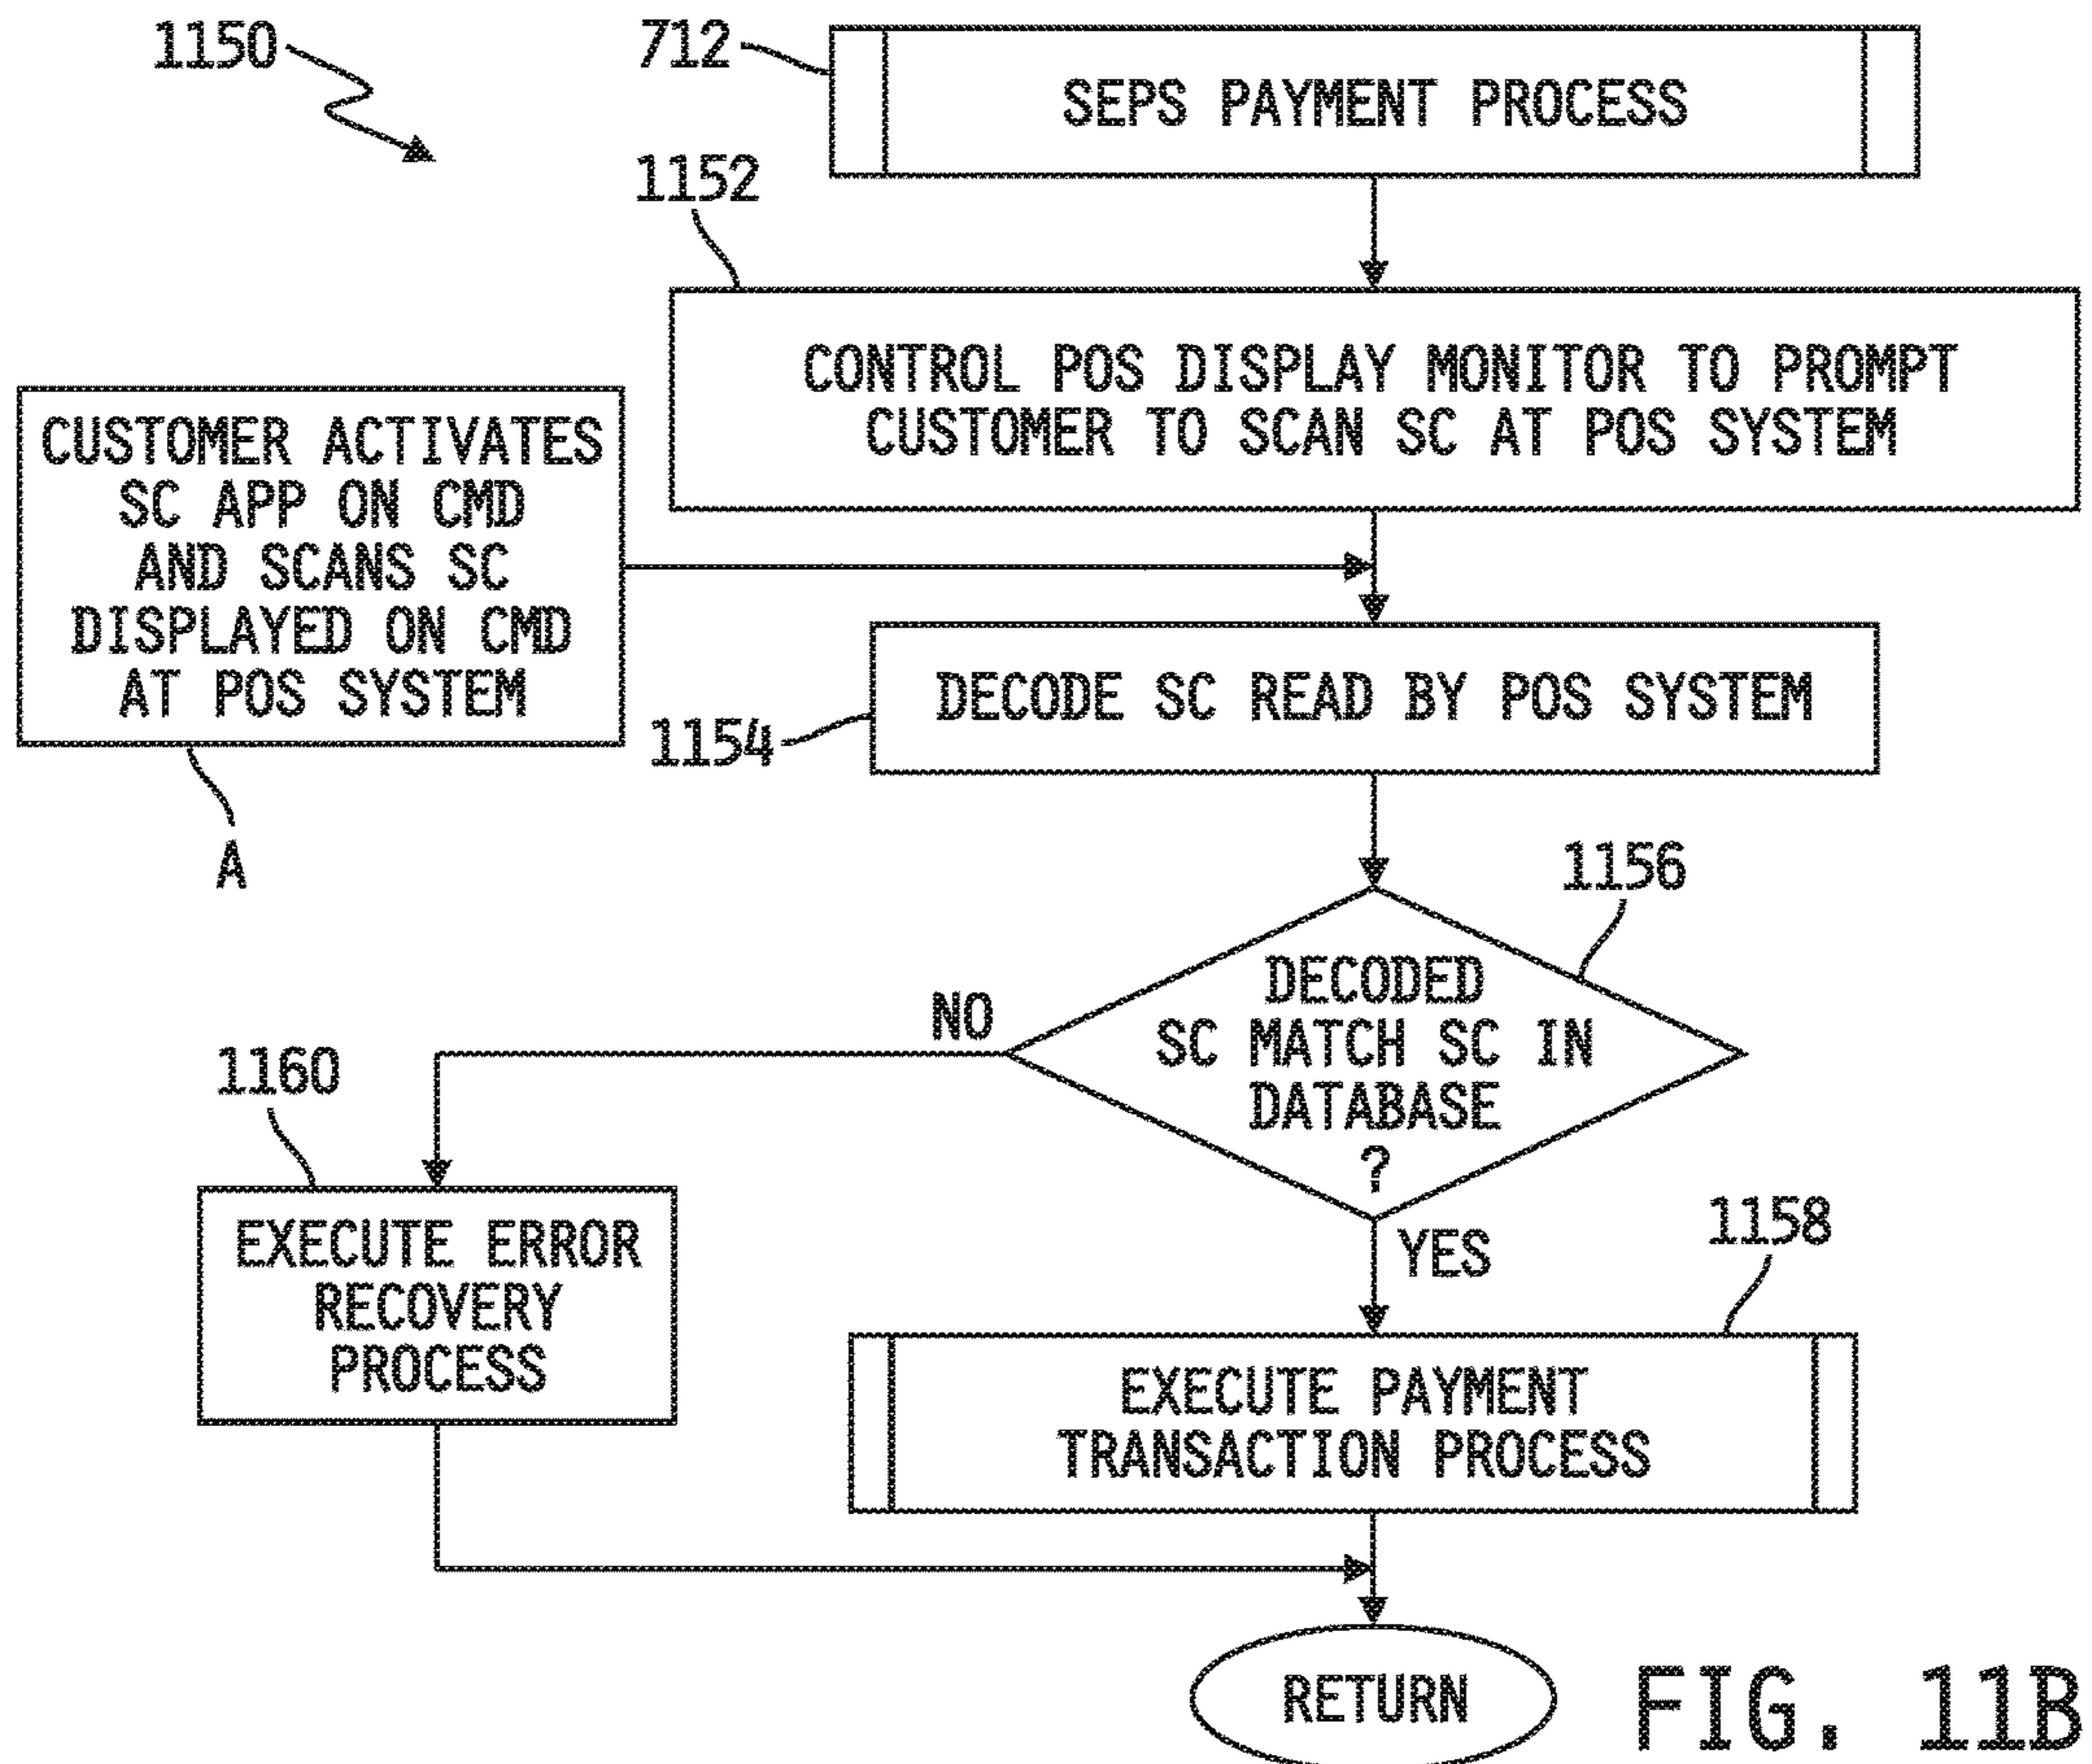 1150
712
SEPS PAYMENT PROCESS
1152
CONTROL POS DISPLAY MONITOR TO PROMPT
CUSTOMER TO SCAN SC AT POS SYSTEM
CUSTOMER ACTIVATES
SC APP ON CMD
AND SCANS SC
DISPLAYED ON CMD
AT POS SYSTEM
A
DECODE SC READ BY POS SYSTEM
1154
1156
DECODED
SC MATCH SC IN
DATABASE
?
NO
YES
1160
EXECUTE ERROR
RECOVERY
PROCESS
1158
EXECUTE PAYMENT
TRANSACTION PROCESS
RETURN
FIG. 11B